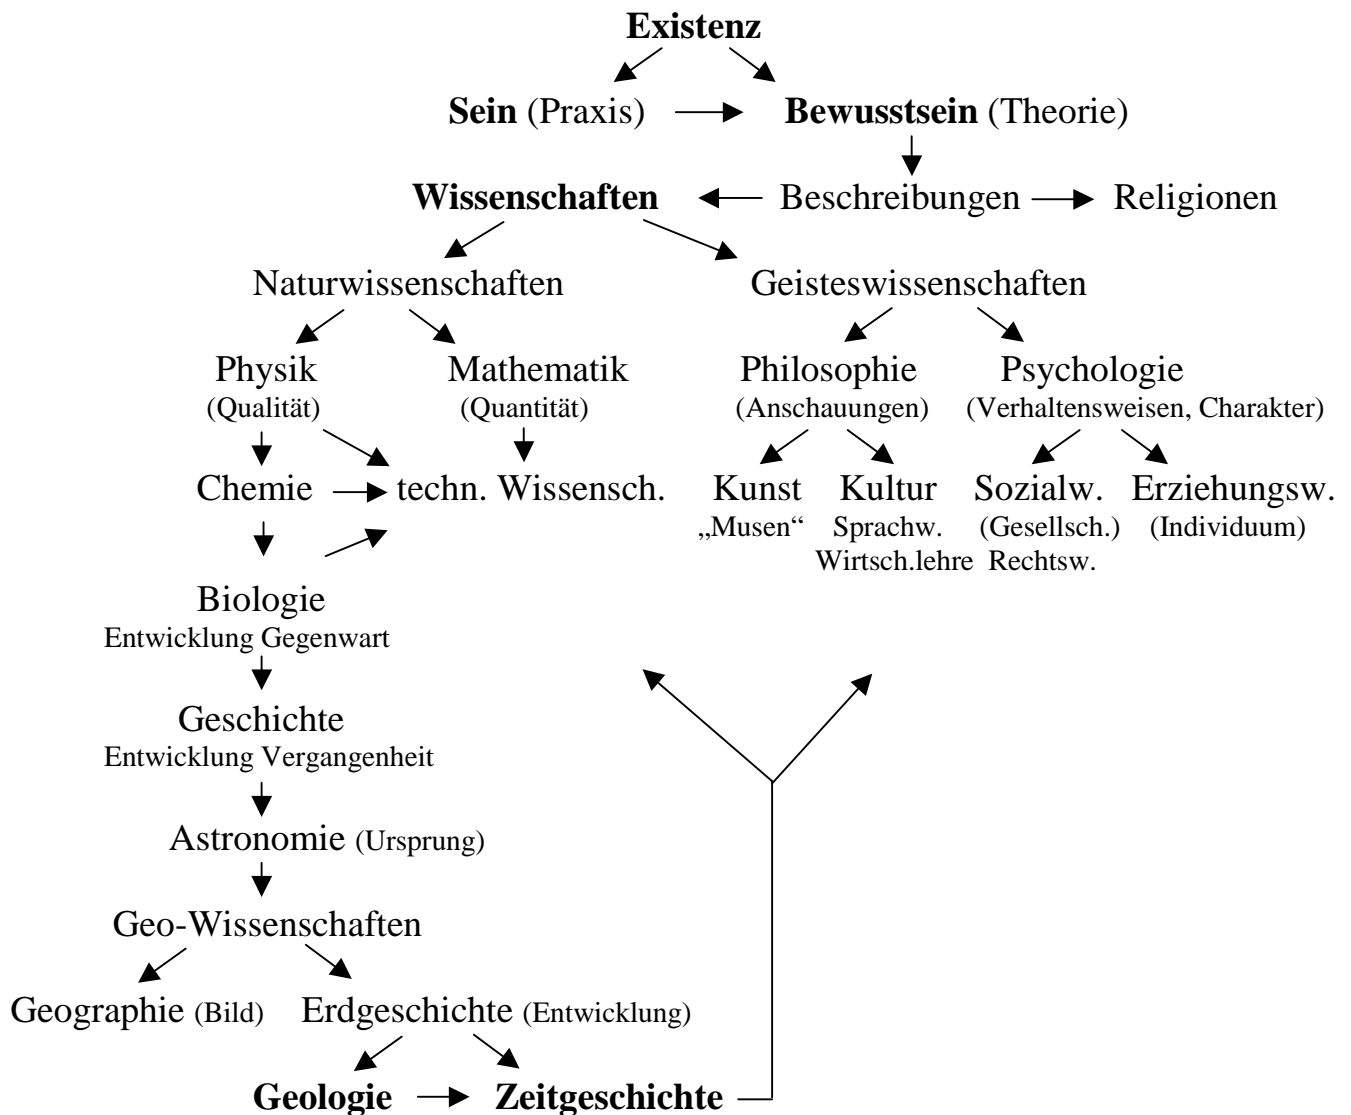 Existenz
Sein (Praxis) Bewusstsein (Theorie)
Wissenschaften Beschreibungen Religionen
Naturwissenschaften Geisteswissenschaften
Physik Mathematik Philosophie Psychologie
(Qualität) (Quantität) (Anschauungen) (Verhaltensweisen, Charakter)
Chemie techn. Wissensch. Kunst Kultur Sozialw. Erziehungsw.
„Musen“ Sprachw. (Gesellsch.) (Individuum)
Wirtsch.lehre Rechtsw.
Biologie
Entwicklung Gegenwart
Geschichte
Entwicklung Vergangenheit
Astronomie (Ursprung)
Geo-Wissenschaften
Geographie (Bild) Erdgeschichte (Entwicklung)
Geologie Zeitgeschichte